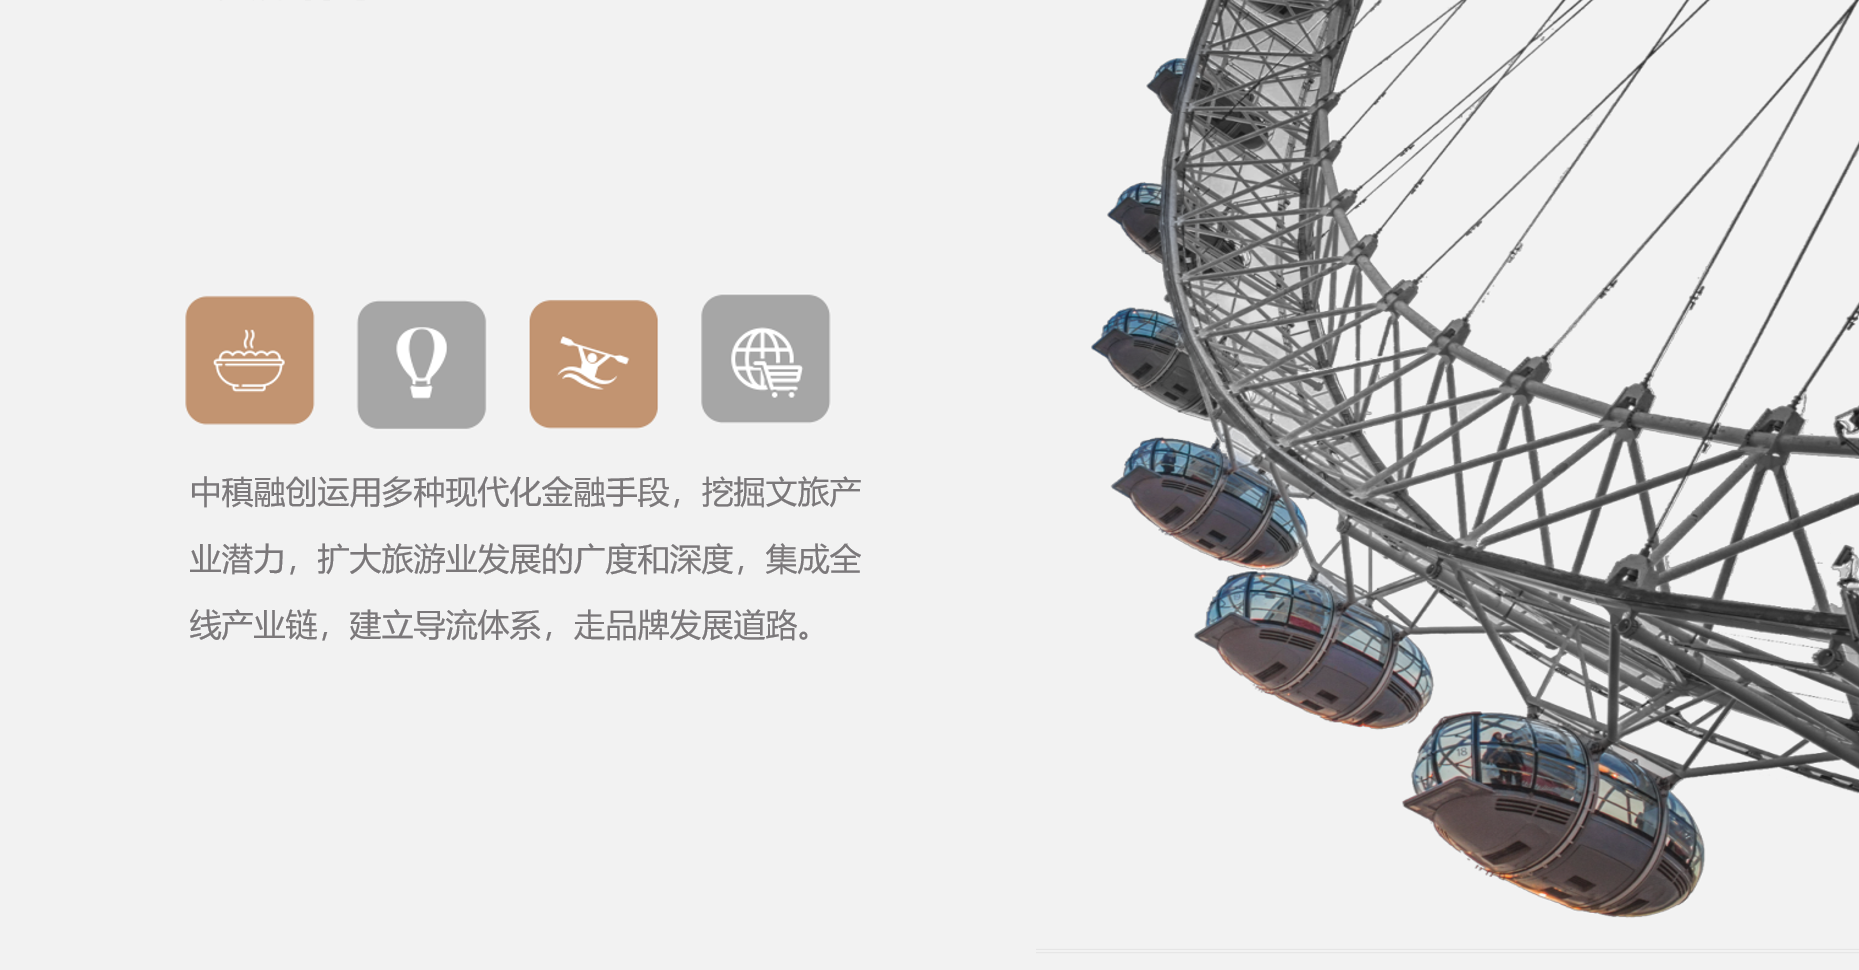 中稹融创运用多种现代化金融手段，挖掘文旅产
业潜力，扩大旅游业发展的广度和深度，集成全
线产业链，建立导流体系，走品牌发展道路。
18